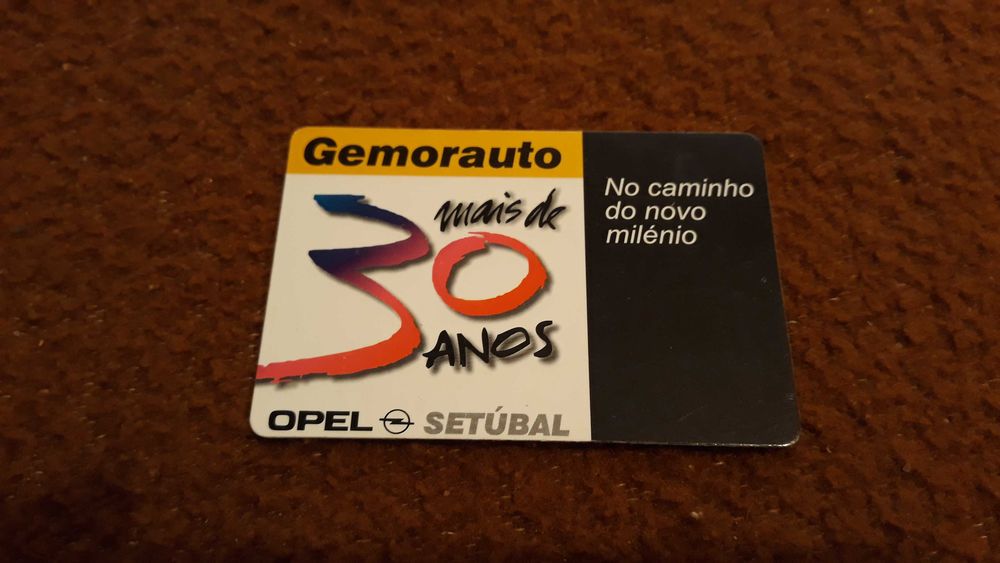 Gemorauto
mais de
30
ANOS
OPEL SETÚBAL
No caminho
do novo
milénio